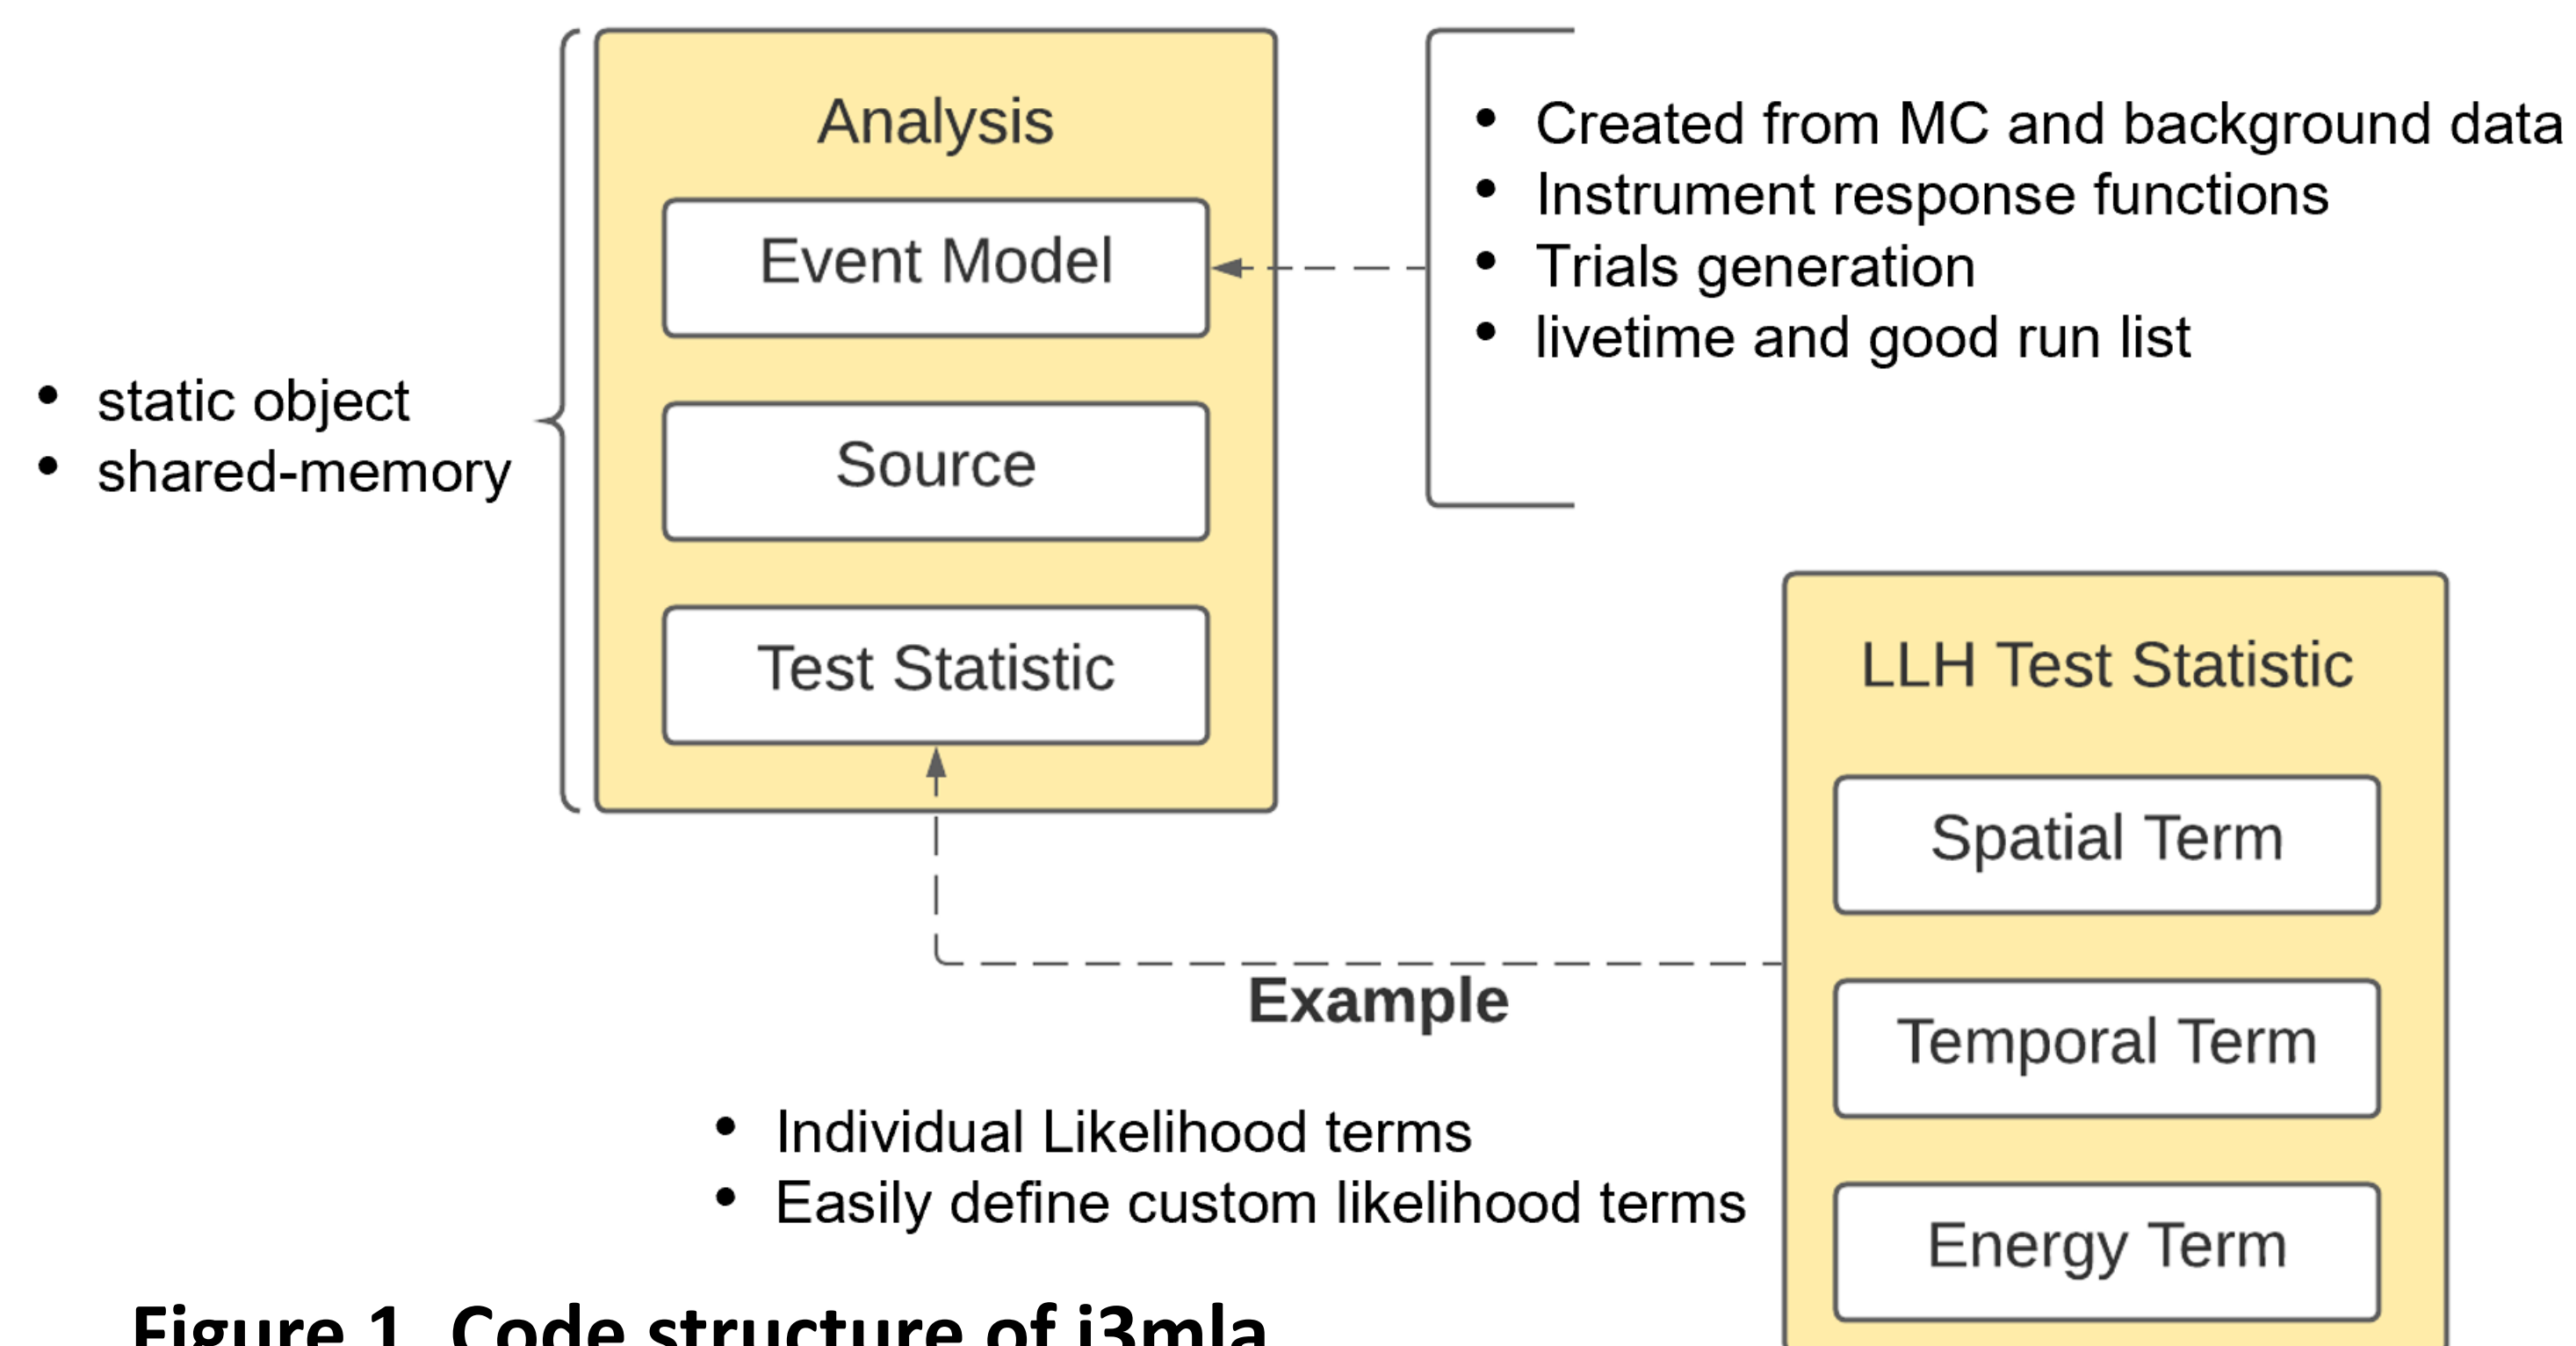 Analysis
Event Model
Source
Test Statistic
• static object
• shared-memory
• Created from MC and background data
• Instrument response functions
• Trials generation
• livetime and good run list
LLH Test Statistic
Spatial Term
Temporal Term
Energy Term
Example
• Individual Likelihood terms
• Easily define custom likelihood terms
Figure 1. Code structure of i3mla